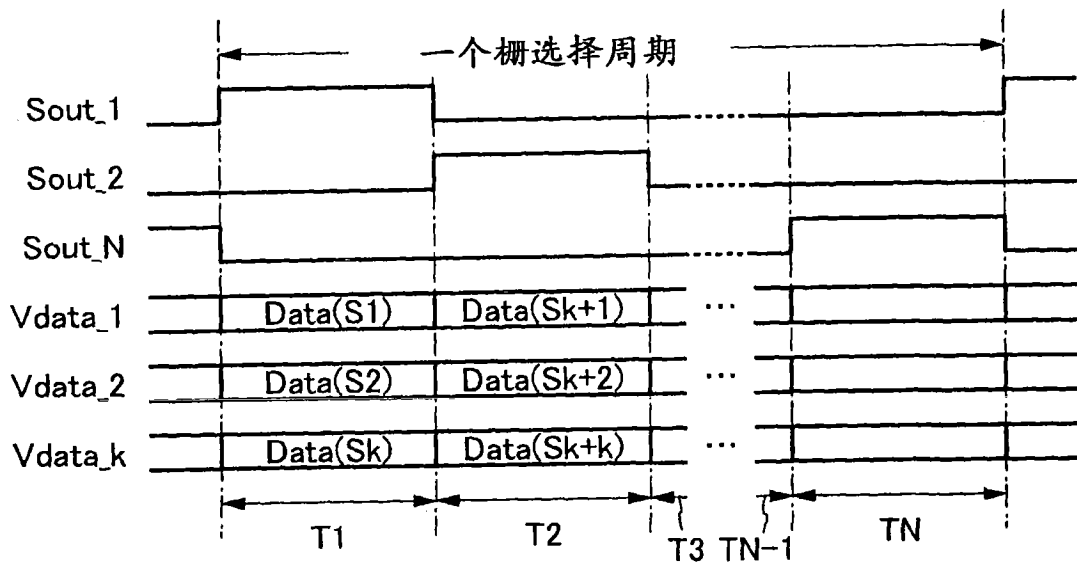 一个栅选择周期
Sout_1
Sout_2
Sout_N
Vdata_1 Data(S1) Data(Sk+1) ...
Vdata_2 Data(S2) Data(Sk+2) ...
Vdata_k Data(Sk) Data(Sk+k) ...
T1 T2 T3 TN-1 TN